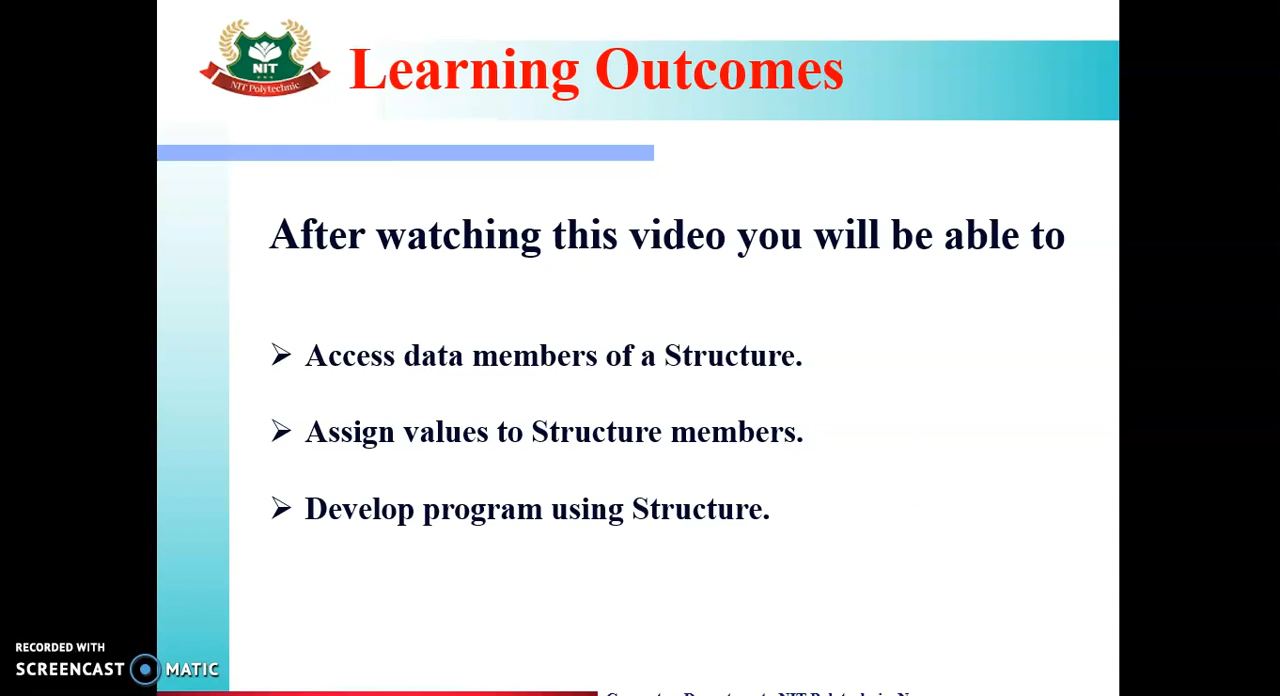 NIT
NIT Polytechnic
Learning Outcomes
After watching this video you will be able to
➢ Access data members of a Structure.
➢ Assign values to Structure members.
➢ Develop program using Structure.
RECORDED WITH
SCREENCAST MATIC